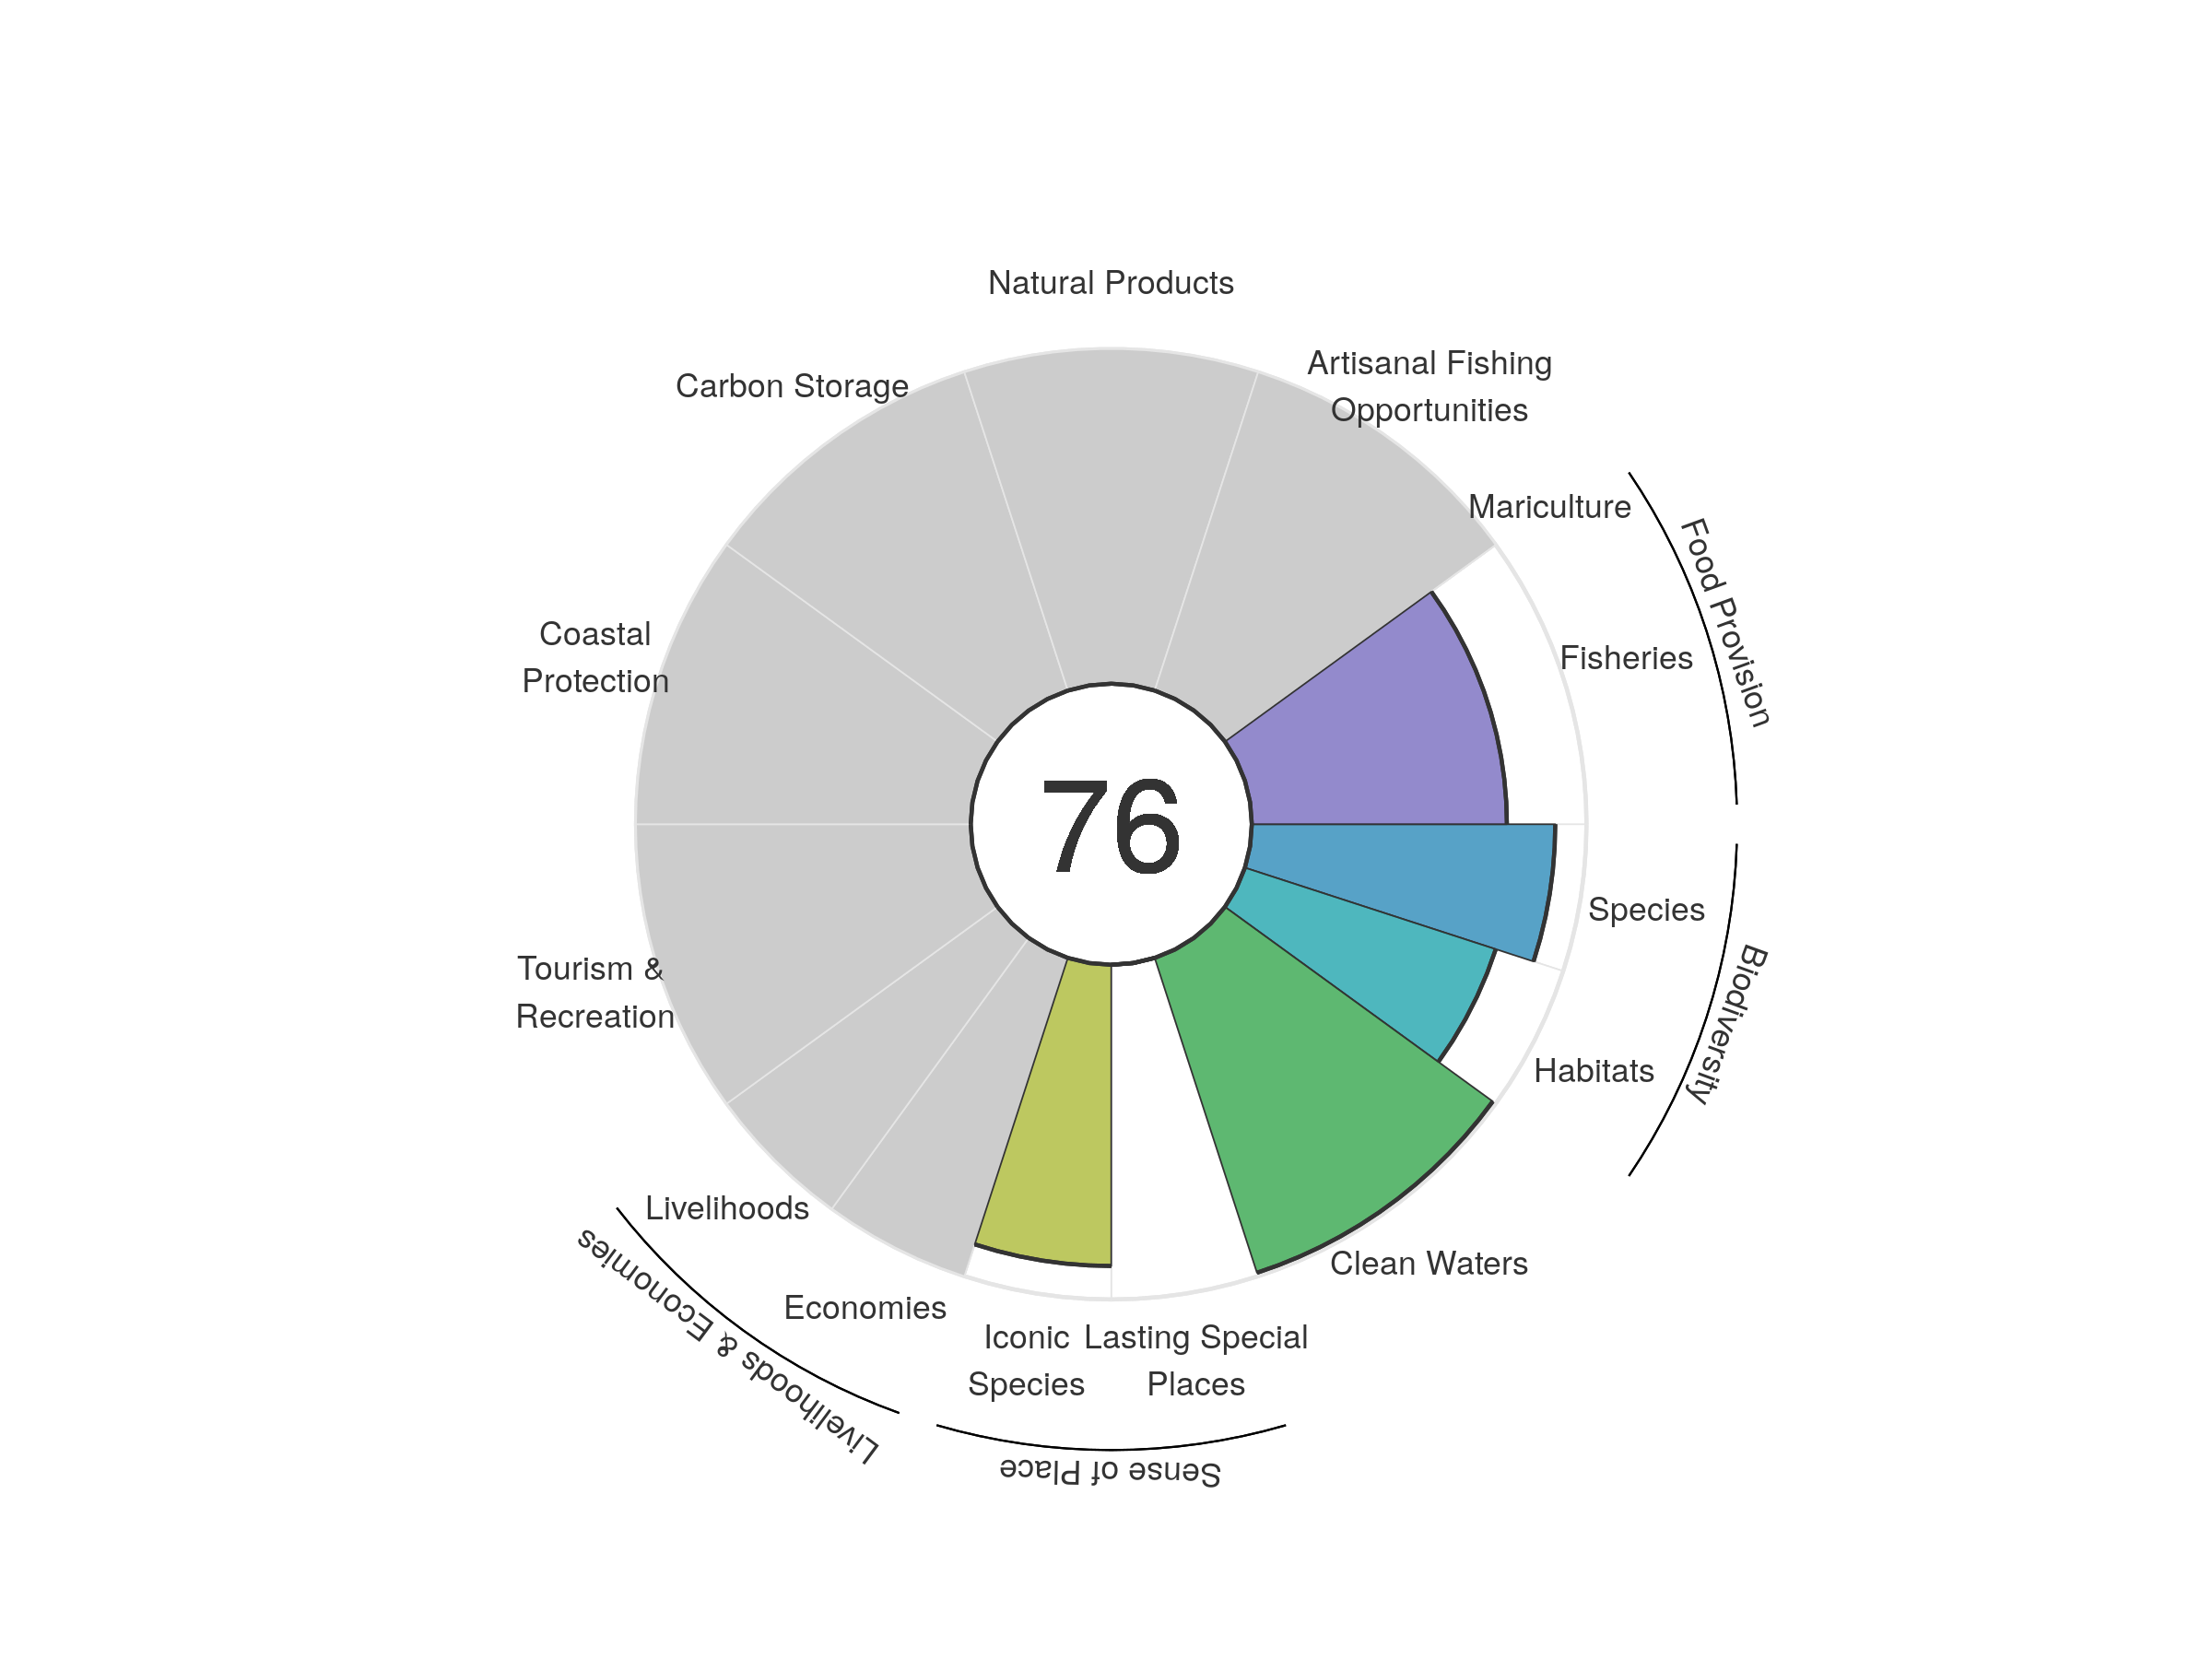 Natural Products
Artisanal Fishing
Opportunities
Carbon Storage
Mariculture
Food Provision
Fisheries
Coastal
Protection
76
Species
Biodiversity
Habitats
Tourism &
Recreation
Livelihoods
Clean Waters
Economies
Livelihoods & Economies
Iconic
Species
Lasting Special
Places
Sense of Place